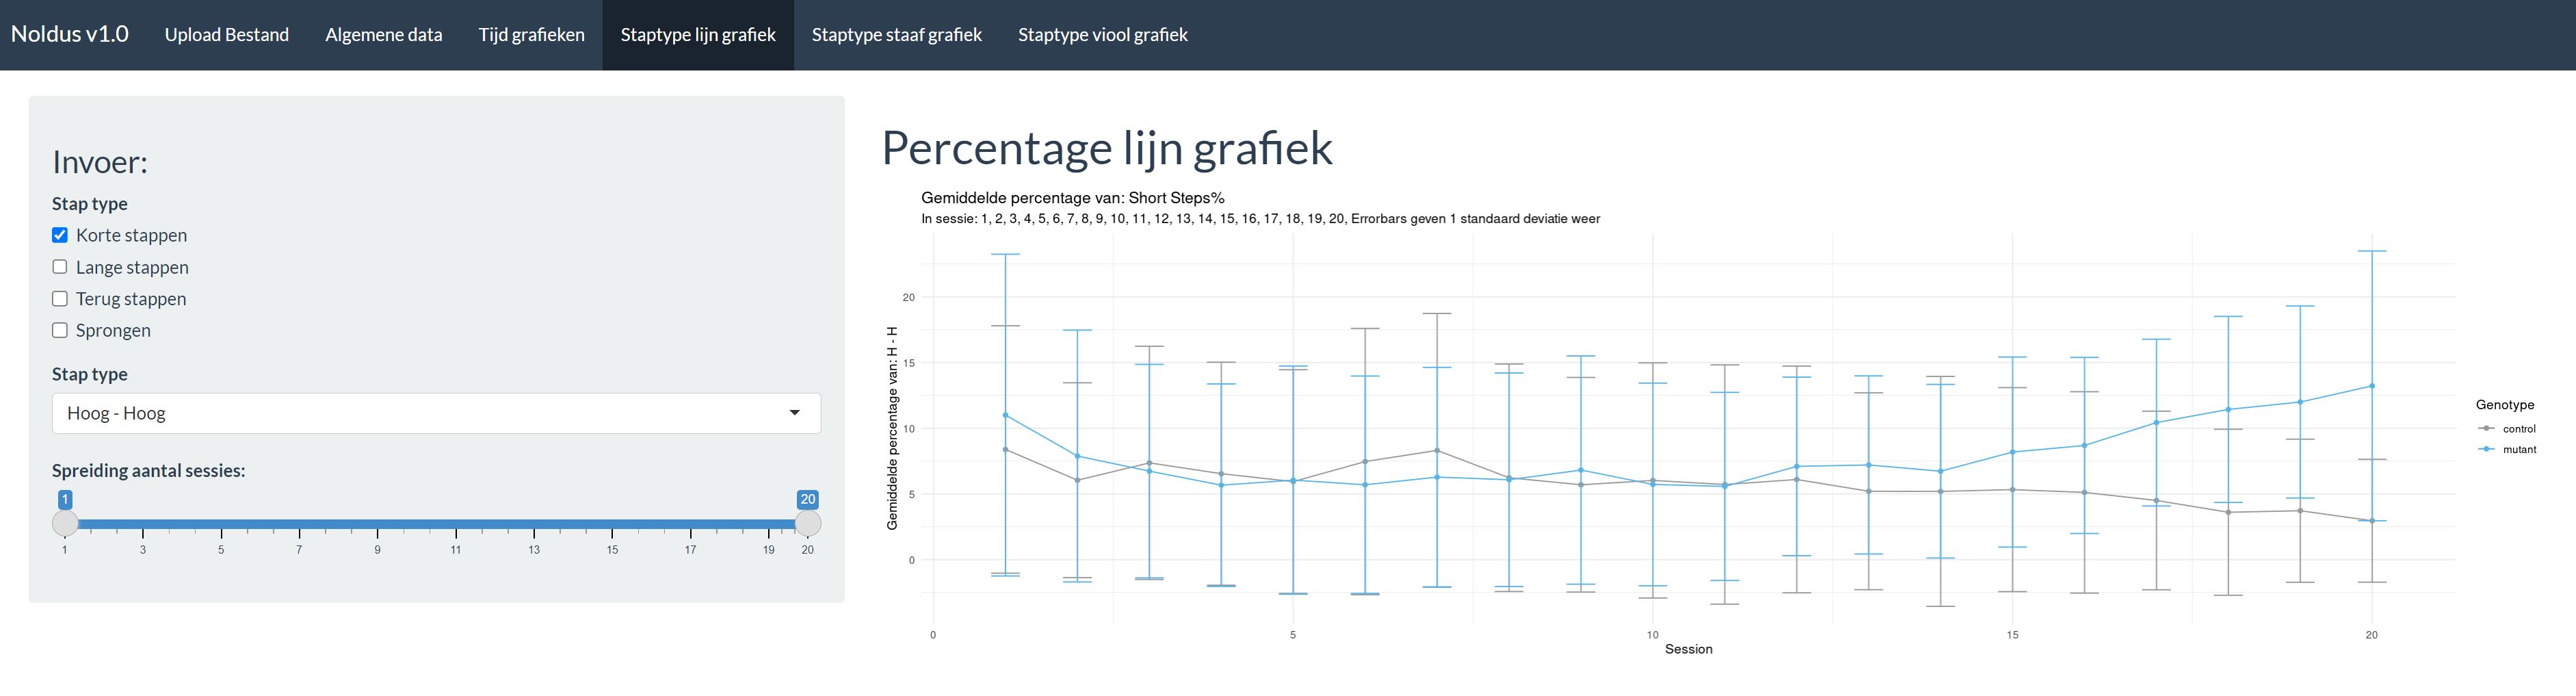 Noldus v1.0 Upload Bestand Algemene data Tijd grafieken Staptype lijn grafiek Staptype staaf grafiek Staptype viool grafiek
Invoer:
Stap type
Korte stappen
Lange stappen
Terug stappen
Sprongen
Stap type
Hoog - Hoog
Spreiding aantal sessies:
1 20
1 3 5 7 9 11 13 15 17 19 20
Percentage lijn grafiek
Gemiddelde percentage van: Short Steps%
In sessie: 1, 2, 3, 4, 5, 6, 7, 8, 9, 10, 11, 12, 13, 14, 15, 16, 17, 18, 19, 20, Errorbars geven 1 standaard deviatie weer
Gemiddelde percentage van: H - H
20
15
10
5
0
0 5 10 15 20
Session
Genotype
control
mutant